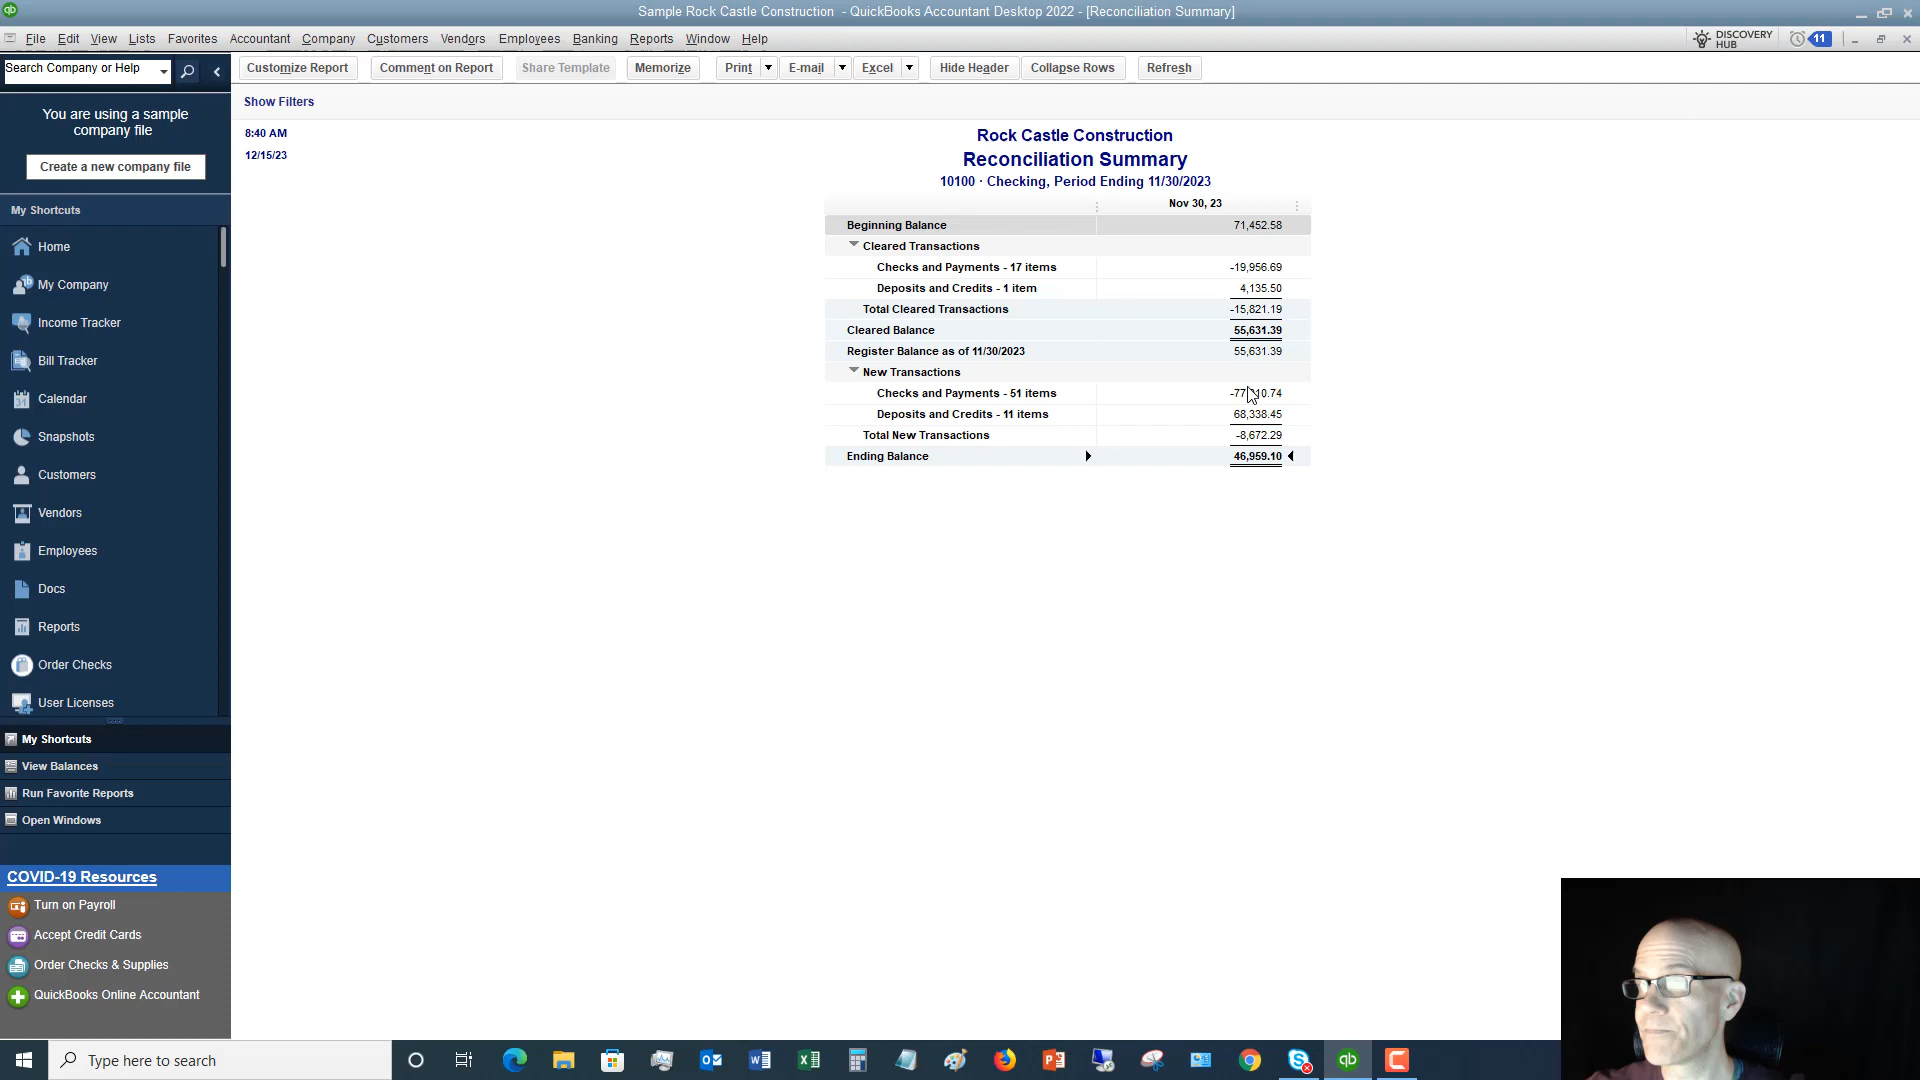 Sample Rock Castle Construction - QuickBooks Accountant Desktop 2022 - [Reconciliation Summary]
File Edit View Lists Favorites Accountant Company Customers Vendors Employees Banking Reports Window Help
DISCOVERY HUB
11
Search Company or Help
Customize Report Comment on Report Share Template Memorize Print E-mail Excel Hide Header Collapse Rows Refresh
Show Filters
You are using a sample
company file
Create a new company file
My Shortcuts
Home
My Company
Income Tracker
Bill Tracker
Calendar
Snapshots
Customers
Vendors
Employees
Docs
Reports
Order Checks
User Licenses
My Shortcuts
View Balances
Run Favorite Reports
Open Windows
COVID-19 Resources
Turn on Payroll
Accept Credit Cards
Order Checks & Supplies
QuickBooks Online Accountant
8:40 AM
12/15/23
Rock Castle Construction
Reconciliation Summary
10100 · Checking, Period Ending 11/30/2023
Nov 30, 23
Beginning Balance 71,452.58
Cleared Transactions
Checks and Payments - 17 items -19,956.69
Deposits and Credits - 1 item 4,135.50
Total Cleared Transactions -15,821.19
Cleared Balance 55,631.39
Register Balance as of 11/30/2023 55,631.39
New Transactions
Checks and Payments - 51 items
Deposits and Credits - 11 items 68,338.45
Total New Transactions -8,672.29
Ending Balance 46,959.10
Type here to search